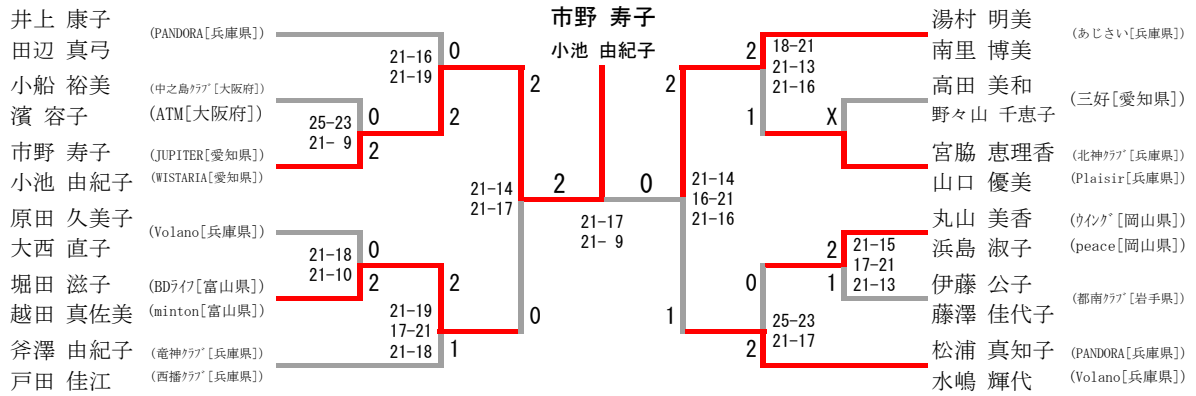 市野 寿子
小池 由紀子
井上 康子
田辺 真弓
(PANDORA[兵庫県])
小船 裕美
(中之島ｸﾗﾌﾞ[大阪府])
濱 容子
(ATM[大阪府])
市野 寿子
(JUPITER[愛知県])
小池 由紀子
(WISTARIA[愛知県])
原田 久美子
大西 直子
(Volano[兵庫県])
堀田 滋子
(BDﾗｲﾌ[富山県])
越田 真佐美
(minton[富山県])
斧澤 由紀子
(竜神ｸﾗﾌﾞ[兵庫県])
戸田 佳江
(西播ｸﾗﾌﾞ[兵庫県])
21-16
21-19
0
2
25-23
21- 9
0
2
21-18
21-10
0
2
21-19
17-21
21-18
2
1
21-14
21-17
2
0
2
0
21-17
21- 9
2
1
21-14
16-21
21-16
18-21
21-13
21-16
2
1
X
21-15
17-21
21-13
2
1
25-23
21-17
0
2
湯村 明美
南里 博美
(あじさい[兵庫県])
高田 美和
野々山 千恵子
(三好[愛知県])
宮脇 恵理香
(北神ｸﾗﾌﾞ[兵庫県])
山口 優美
(Plaisir[兵庫県])
丸山 美香
(ｳｲﾝｸﾞ[岡山県])
浜島 淑子
(peace[岡山県])
伊藤 公子
藤澤 佳代子
(都南ｸﾗﾌﾞ[岩手県])
松浦 真知子
(PANDORA[兵庫県])
水嶋 輝代
(Volano[兵庫県])